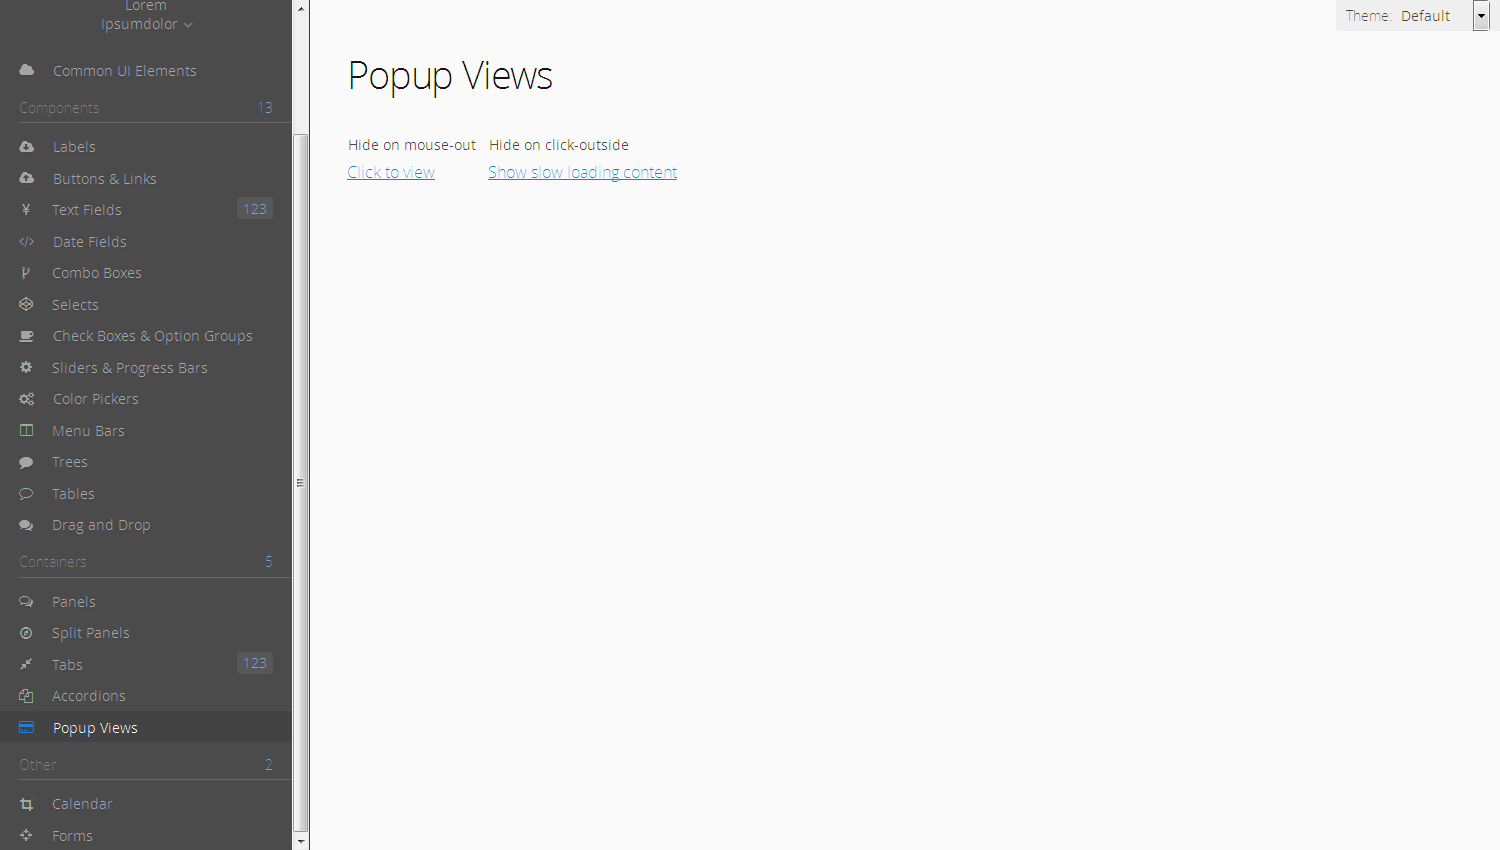 Lorem
Ipsumdolor
Common UI Elements
Components 13
Labels
Buttons & Links
Text Fields 123
Date Fields
Combo Boxes
Selects
Check Boxes & Option Groups
Sliders & Progress Bars
Color Pickers
Menu Bars
Trees
Tables
Drag and Drop
Containers 5
Panels
Split Panels
Tabs 123
Accordions
Popup Views
Other 2
Calendar
Forms
Theme: Default
Popup Views
Hide on mouse-out Hide on click-outside
Click to view Show slow loading content